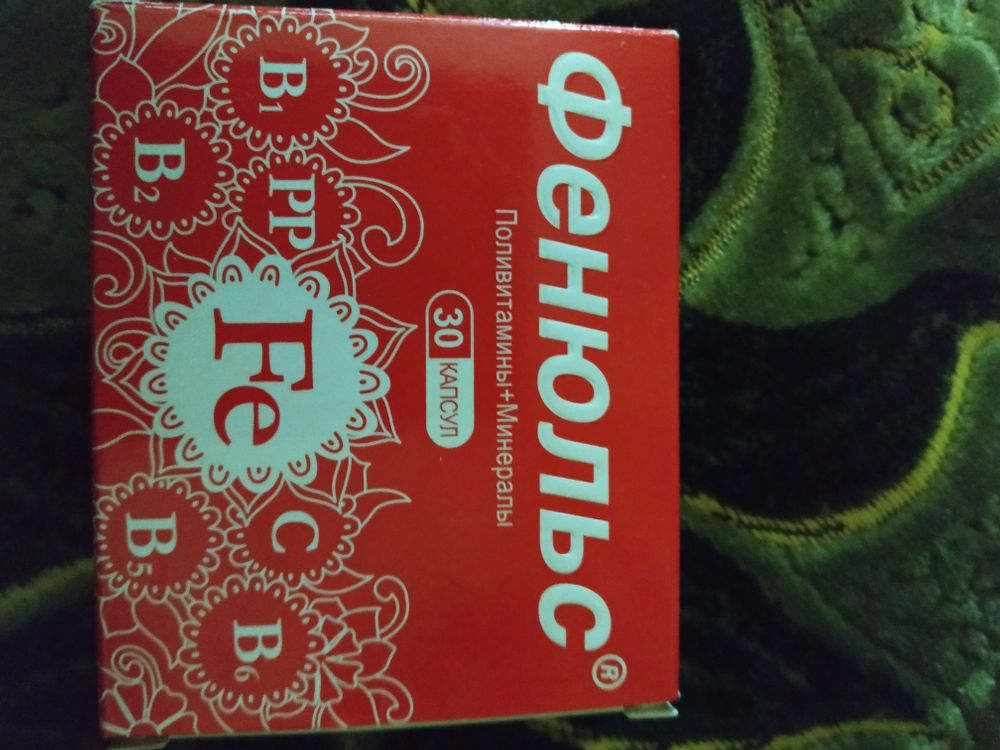 Фенюльс®
Поливитамины+Минералы
30 КАПСУЛ
B1
PP
B2
Fe
C
B5
B6